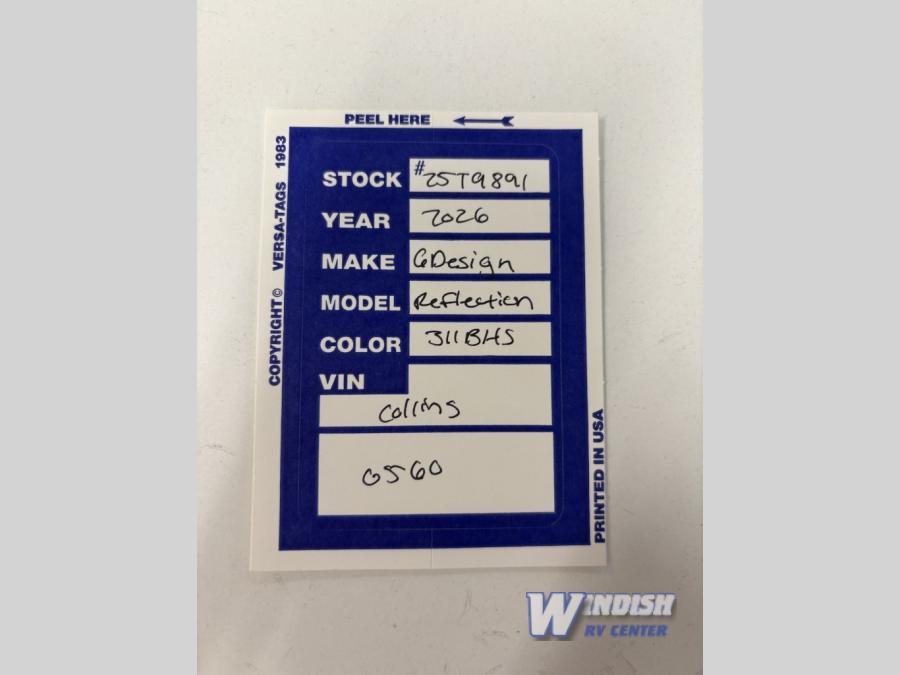 PEEL HERE
COPYRIGHT © VERSA-TAGS 1983
STOCK #25T9891
YEAR 2026
MAKE GDesign
MODEL Reflection
COLOR 311BHS
VIN
Collins
0560
PRINTED IN USA
WINDISH
RV CENTER